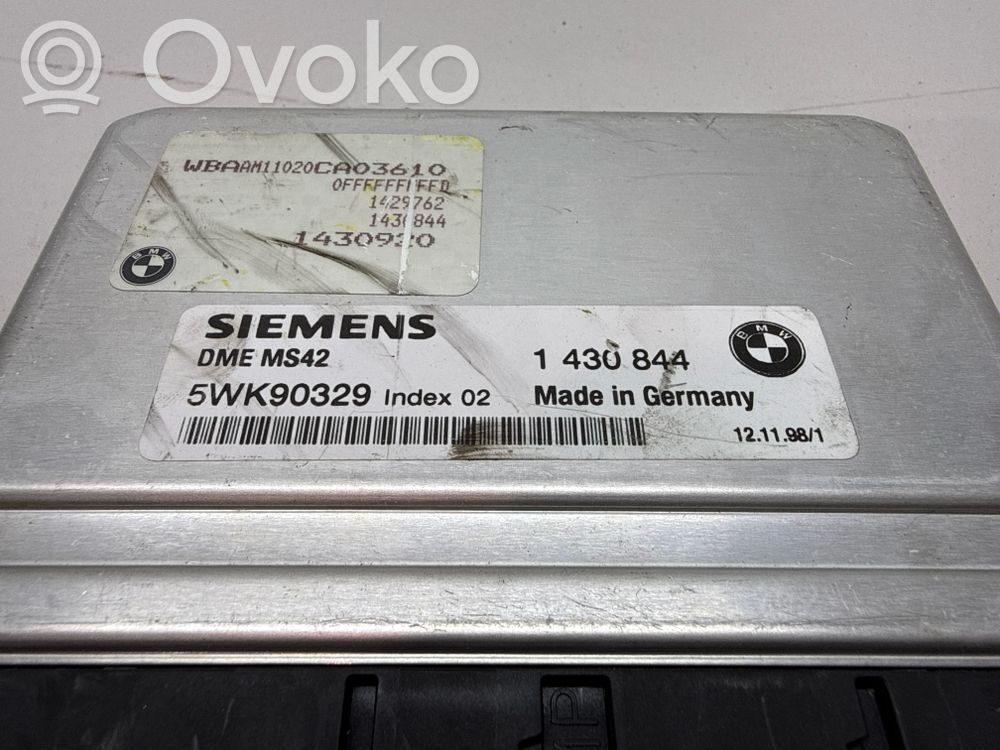 Ovoko
WBAAM11020CA03610
0FFFFFFFFFFD
1429762
1430844
1430920
BMW
SIEMENS
DME MS42
1 430 844
BMW
5WK90329 Index 02
Made in Germany
12.11.98/1